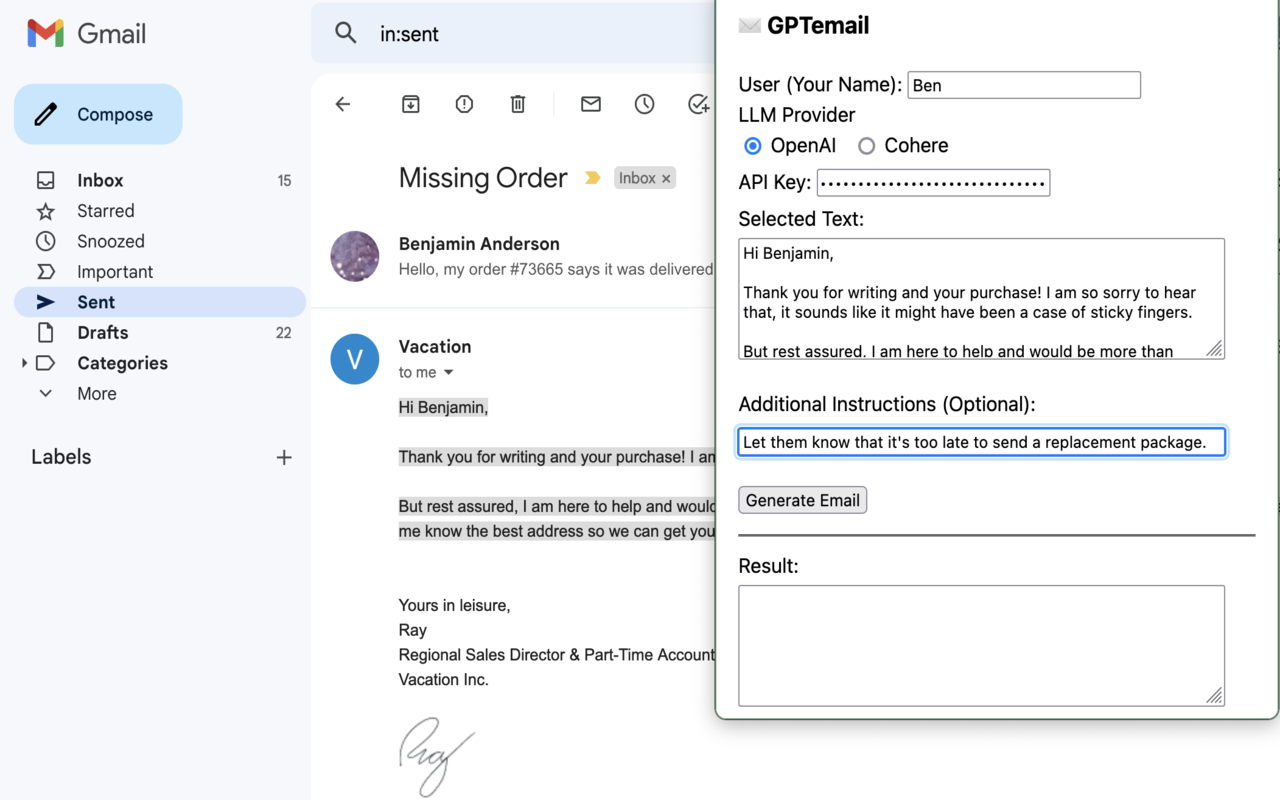 Gmail
in:sent
Compose
Inbox 15
Starred
Snoozed
Important
Sent
Drafts 22
Categories
More
Labels
Missing Order
Inbox ×
Benjamin Anderson
Hello, my order #73665 says it was delivered
V
Vacation
to me
Hi Benjamin,
Thank you for writing and your purchase! I am
But rest assured, I am here to help and would
me know the best address so we can get you
Yours in leisure,
Ray
Regional Sales Director & Part-Time Account
Vacation Inc.
Ray
GPTemail
User (Your Name): Ben
LLM Provider
OpenAI Cohere
API Key: ••••••••••••••••••••••••••••••
Selected Text:
Hi Benjamin,
Thank you for writing and your purchase! I am so sorry to hear
that, it sounds like it might have been a case of sticky fingers.
But rest assured, I am here to help and would be more than
Additional Instructions (Optional):
Let them know that it's too late to send a replacement package.
Generate Email
Result: